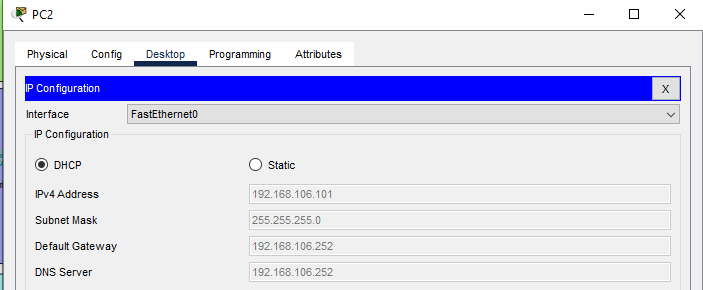 PC2
Physical Config Desktop Programming Attributes
IP Configuration X
Interface FastEthernet0
IP Configuration
DHCP Static
IPv4 Address 192.168.106.101
Subnet Mask 255.255.255.0
Default Gateway 192.168.106.252
DNS Server 192.168.106.252